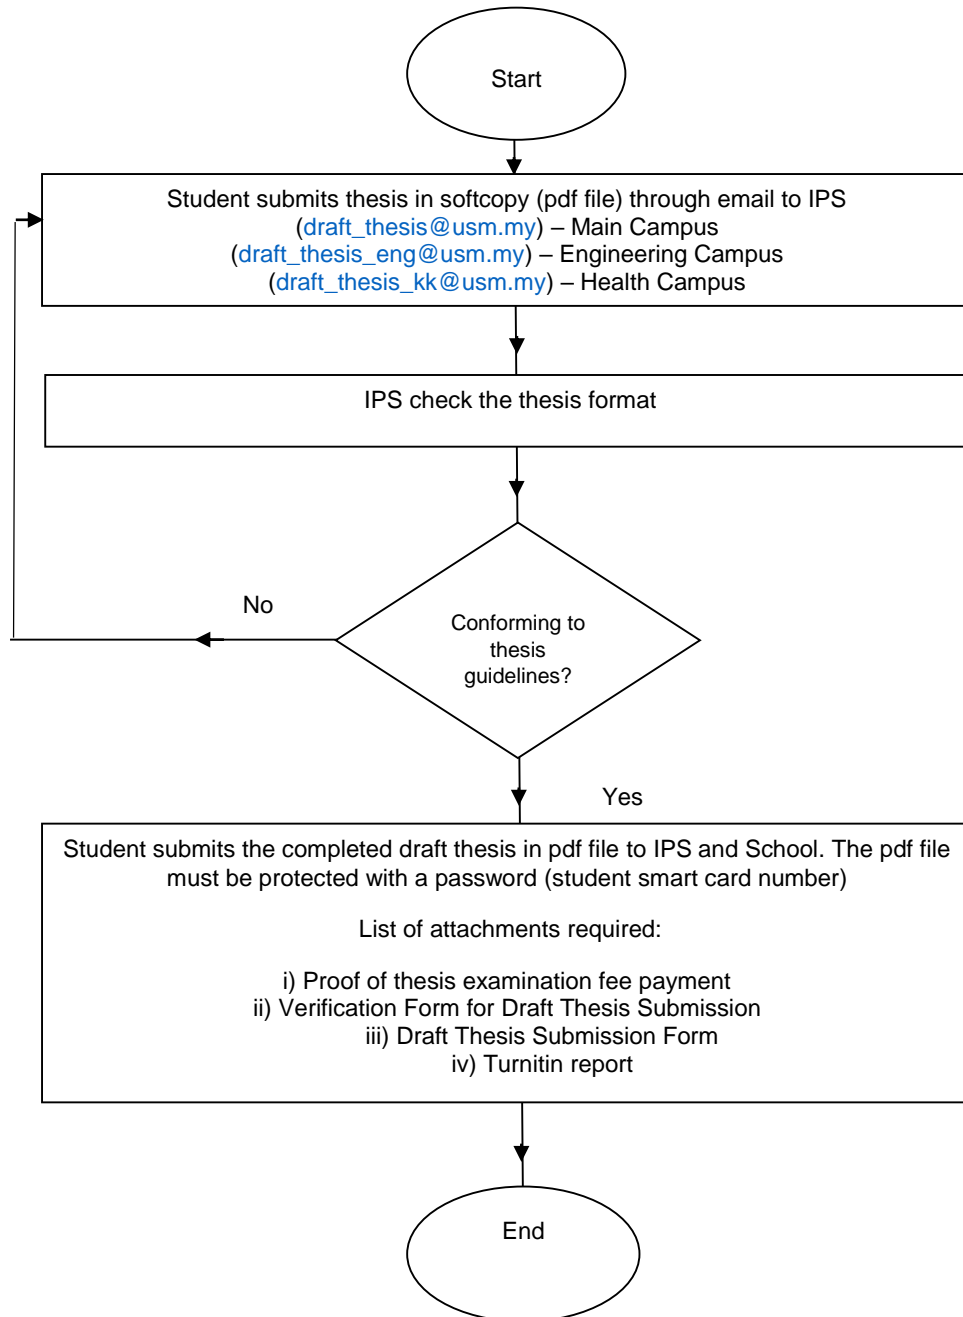 Start
Student submits thesis in softcopy (pdf file) through email to IPS
(draft_thesis@usm.my) – Main Campus
(draft_thesis_eng@usm.my) – Engineering Campus
(draft_thesis_kk@usm.my) – Health Campus
IPS check the thesis format
No
Conforming to
thesis
guidelines?
Yes
Student submits the completed draft thesis in pdf file to IPS and School. The pdf file
must be protected with a password (student smart card number)
List of attachments required:
i) Proof of thesis examination fee payment
ii) Verification Form for Draft Thesis Submission
iii) Draft Thesis Submission Form
iv) Turnitin report
End